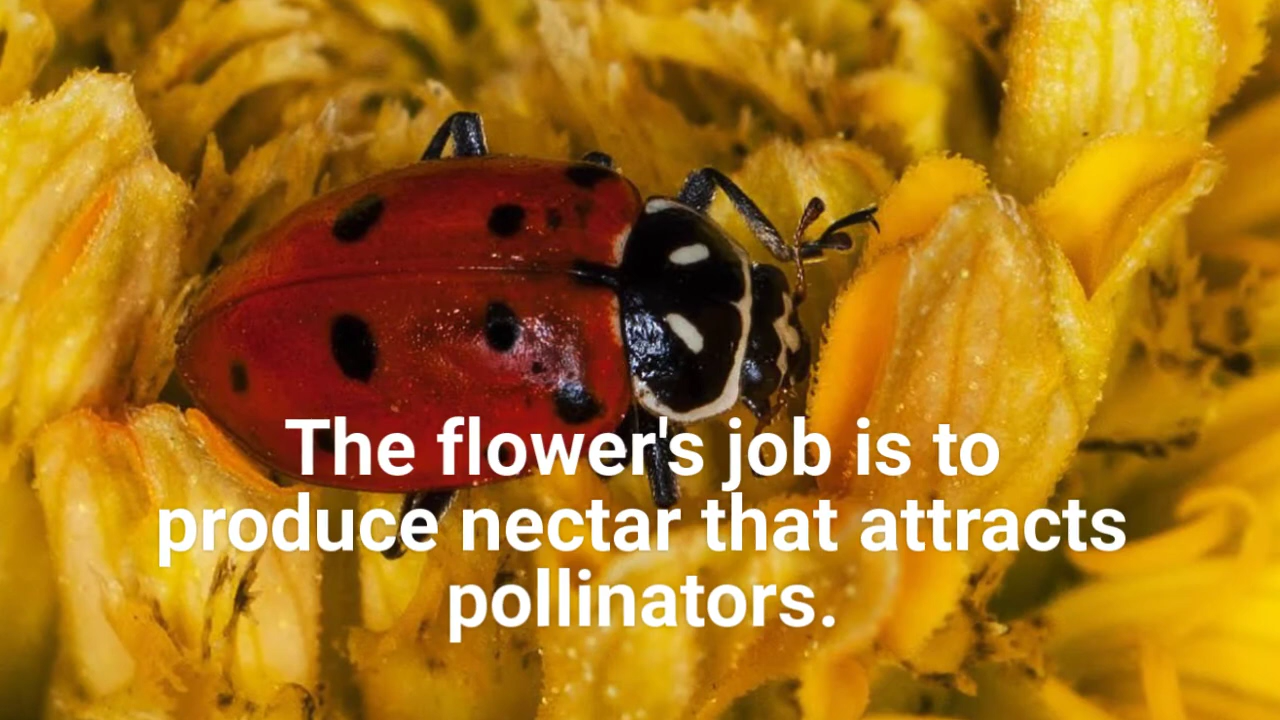 The flower's job is to
produce nectar that attracts
pollinators.